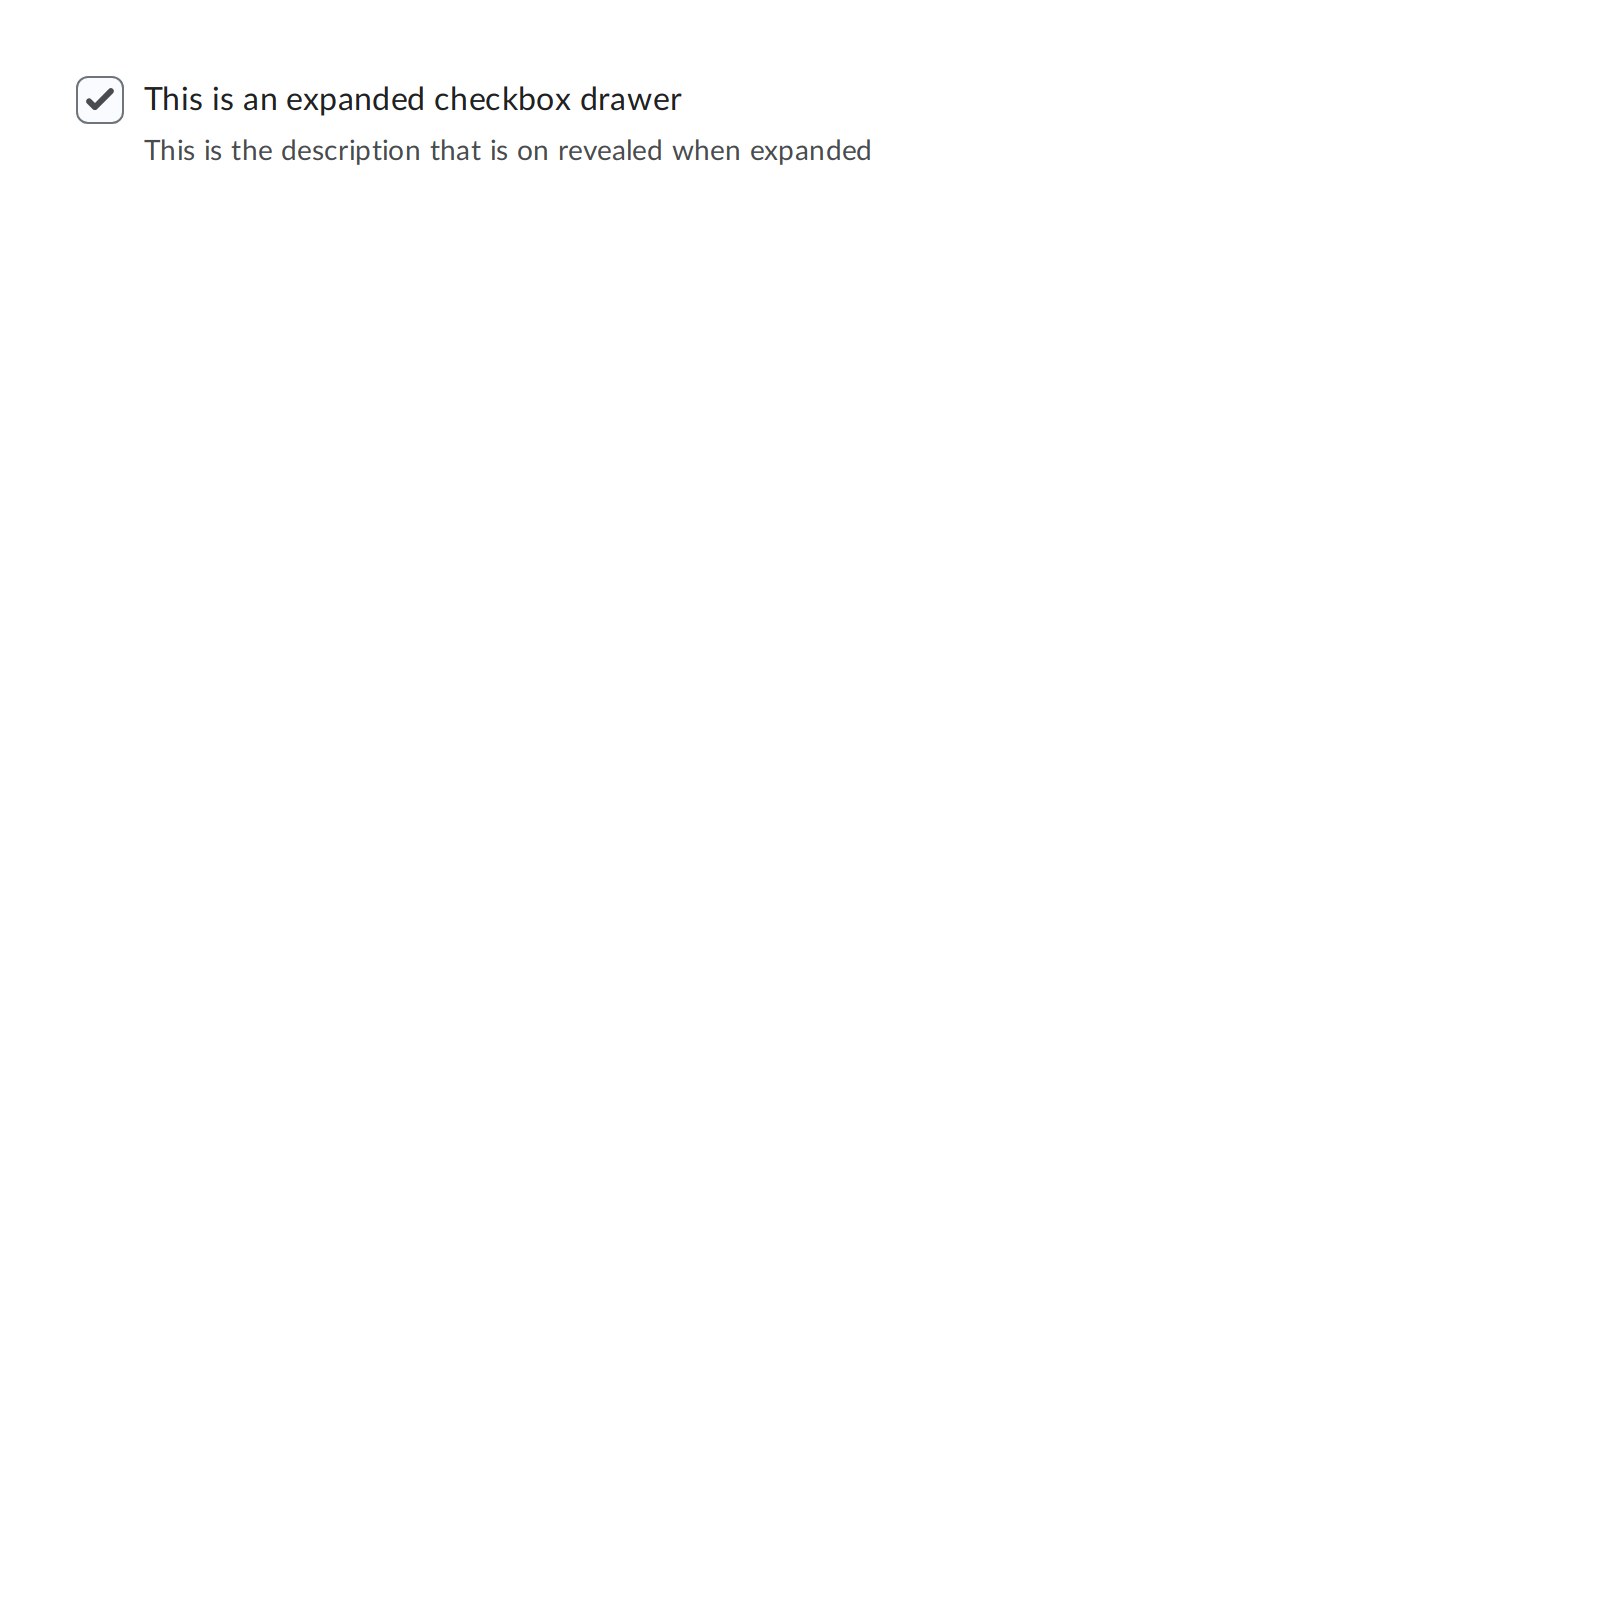 This is an expanded checkbox drawer
This is the description that is on revealed when expanded